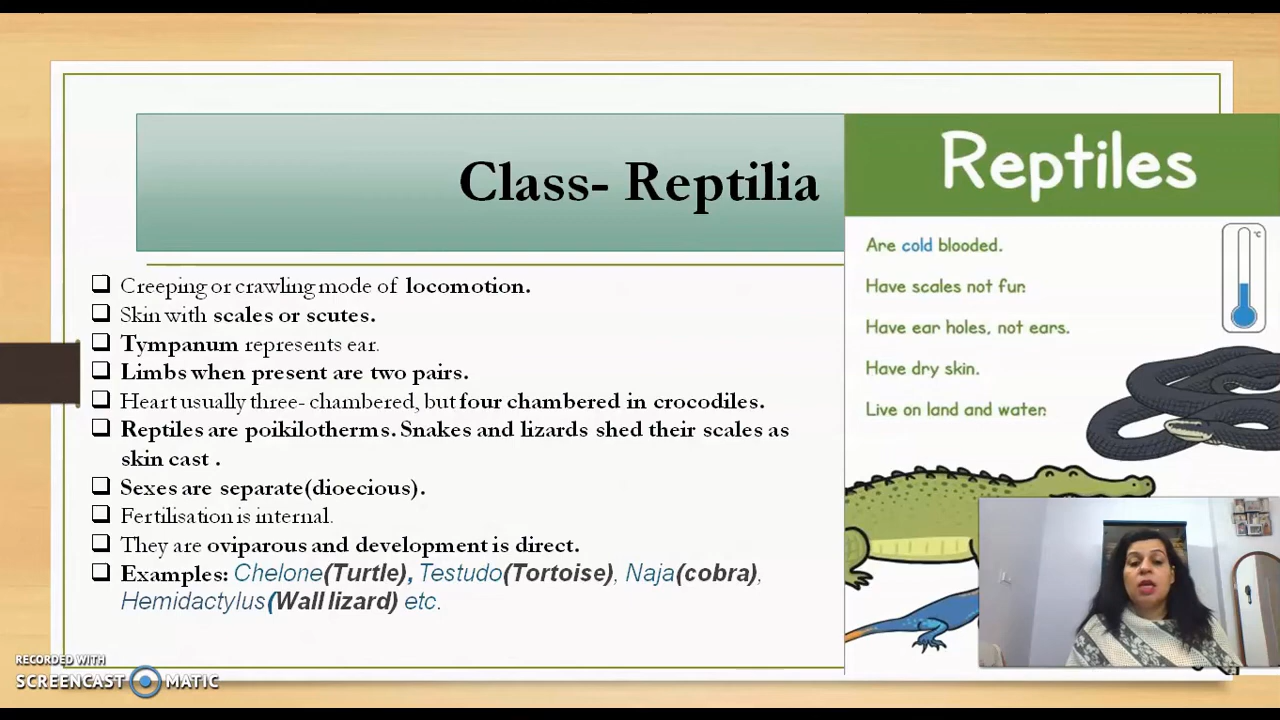 Class- Reptilia
Creeping or crawling mode of locomotion.
Skin with scales or scutes.
Tympanum represents ear.
Limbs when present are two pairs.
Heart usually three- chambered, but four chambered in crocodiles.
Reptiles are poikilotherms. Snakes and lizards shed their scales as
skin cast .
Sexes are separate(dioecious).
Fertilisation is internal.
They are oviparous and development is direct.
Examples: Chelone(Turtle), Testudo(Tortoise), Naja(cobra),
Hemidactylus(Wall lizard) etc.
Reptiles
°C
Are cold blooded.
Have scales not fur.
Have ear holes, not ears.
Have dry skin.
Live on land and water.
RECORDED WITH
SCREENCAST MATIC